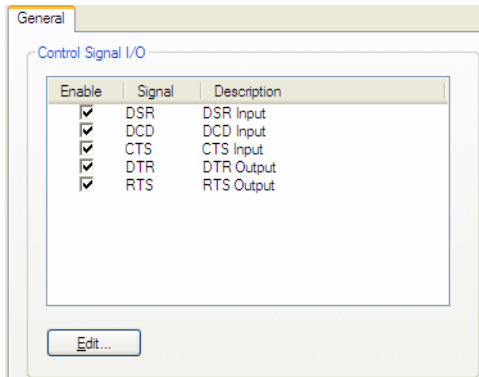 General
Control Signal I/O
Enable Signal Description
DSR DSR Input
DCD DCD Input
CTS CTS Input
DTR DTR Output
RTS RTS Output
Edit...